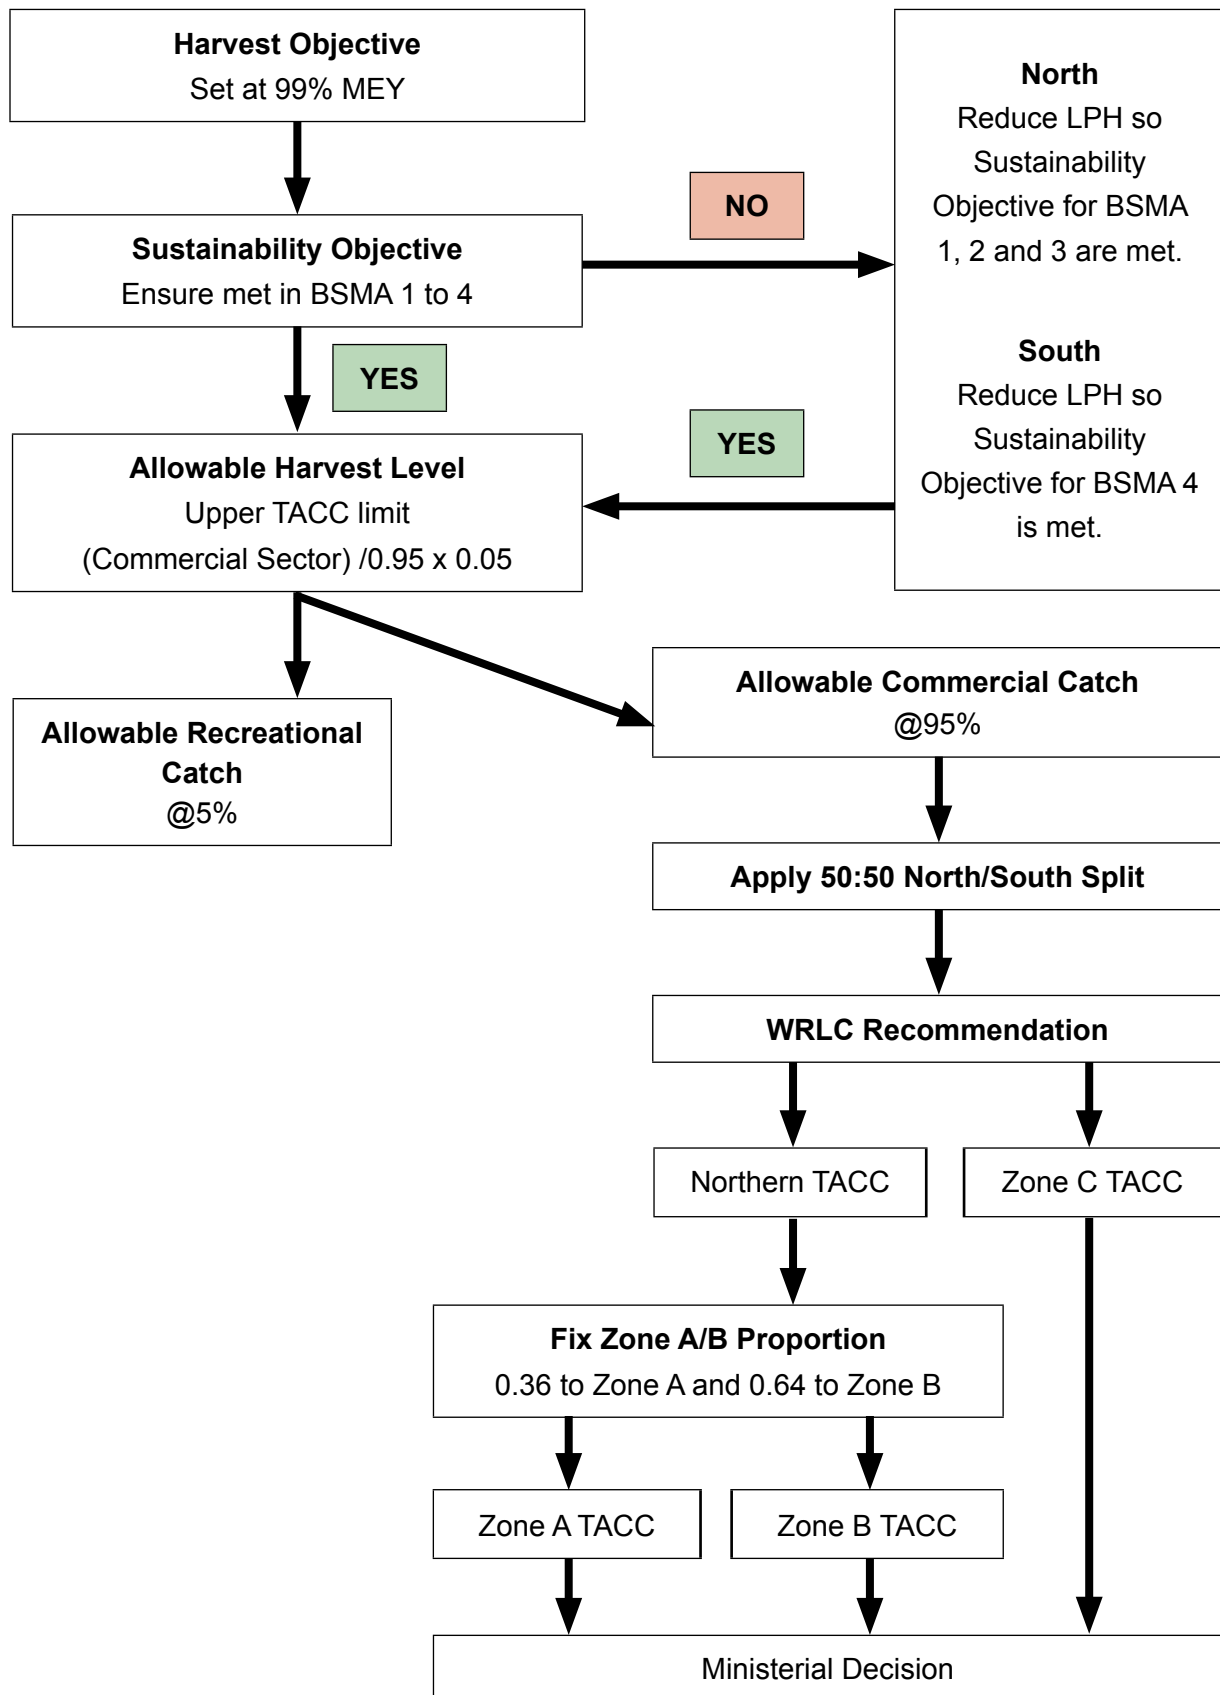 Harvest Objective
Set at 99% MEY
North
Reduce LPH so
Sustainability
Objective for BSMA
1, 2 and 3 are met.
NO
Sustainability Objective
Ensure met in BSMA 1 to 4
South
Reduce LPH so
Sustainability
Objective for BSMA 4
is met.
YES
YES
Allowable Harvest Level
Upper TACC limit
(Commercial Sector) /0.95 x 0.05
Allowable Recreational
Catch
@5%
Allowable Commercial Catch
@95%
Apply 50:50 North/South Split
WRLC Recommendation
Northern TACC
Zone C TACC
Fix Zone A/B Proportion
0.36 to Zone A and 0.64 to Zone B
Zone A TACC
Zone B TACC
Ministerial Decision